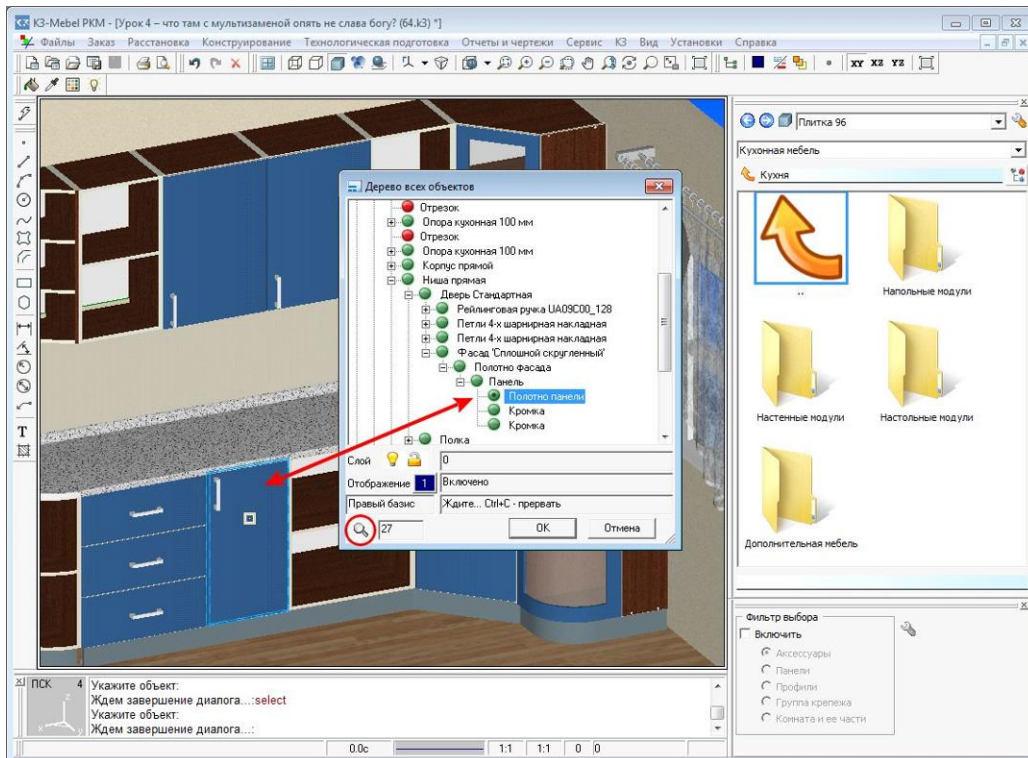 K3-Mebel PKM - [Урок 4 – что там с мультизаменой опять не слава богу? (64.k3) *]
Файлы Заказ Расстановка Конструирование Технологическая подготовка Отчеты и чертежи Сервис К3 Вид Установки Справка
XY XZ YZ
Плитка 96
Кухонная мебель
Кухня
..
Напольные модули
Настенные модули
Настольные модули
Дополнительная мебель
T
Дерево всех объектов
Отрезок
Опора кухонная 100 мм
Отрезок
Опора кухонная 100 мм
Корпус прямой
Ниша прямая
Дверь Стандартная
Рейлинговая ручка UA09C00_128
Петли 4-х шарнирная накладная
Петли 4-х шарнирная накладная
Фасад 'Сплошной скругленный'
Полотно фасада
Панель
Полотно панели
Кромка
Кромка
Полка
Слой 0
Отображение 1 Включено
Правый базис Ждите... Ctrl+C - прервать
27 OK Отмена
Фильтр выбора
Включить
Аксессуары
Панели
Профили
Группа крепежа
Комната и ее части
ПСК 4
Z
X
Y
Укажите объект:
Ждем завершение диалога...:select
Укажите объект:
Ждем завершение диалога...:
0.0c 1:1 1:1 0 0